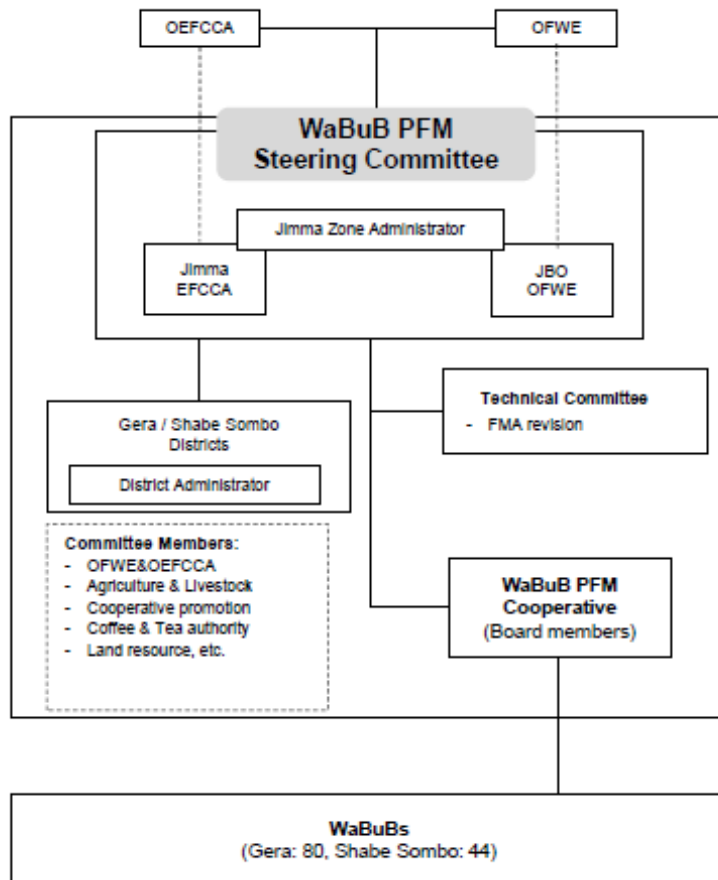 OEFCCA
OFWE
WaBuB PFM
Steering Committee
Jimma Zone Administrator
Jimma
EFCCA
JBO
OFWE
Gera / Shabe Sombo
Districts
District Administrator
Technical Committee
- FMA revision
Committee Members:
- OFWE&OEFCCA
- Agriculture & Livestock
- Cooperative promotion
- Coffee & Tea authority
- Land resource, etc.
WaBuB PFM
Cooperative
(Board members)
WaBuBs
(Gera: 80, Shabe Sombo: 44)